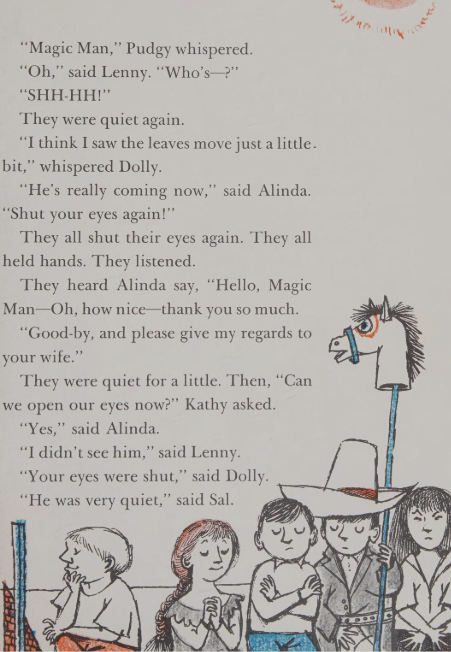 “Magic Man,” Pudgy whispered.
“Oh,” said Lenny. “Who's—?”
“SHH-HH!”
They were quiet again.
“I think I saw the leaves move just a little
bit,” whispered Dolly.
“He's really coming now,” said Alinda.
“Shut your eyes again!”
They all shut their eyes again. They all
held hands. They listened.
They heard Alinda say, “Hello, Magic
Man—Oh, how nice—thank you so much.
“Good-by, and please give my regards to
your wife.”
They were quiet for a little. Then, “Can
we open our eyes now?” Kathy asked.
“Yes,” said Alinda.
“I didn't see him,” said Lenny.
“Your eyes were shut,” said Dolly.
“He was very quiet,” said Sal.